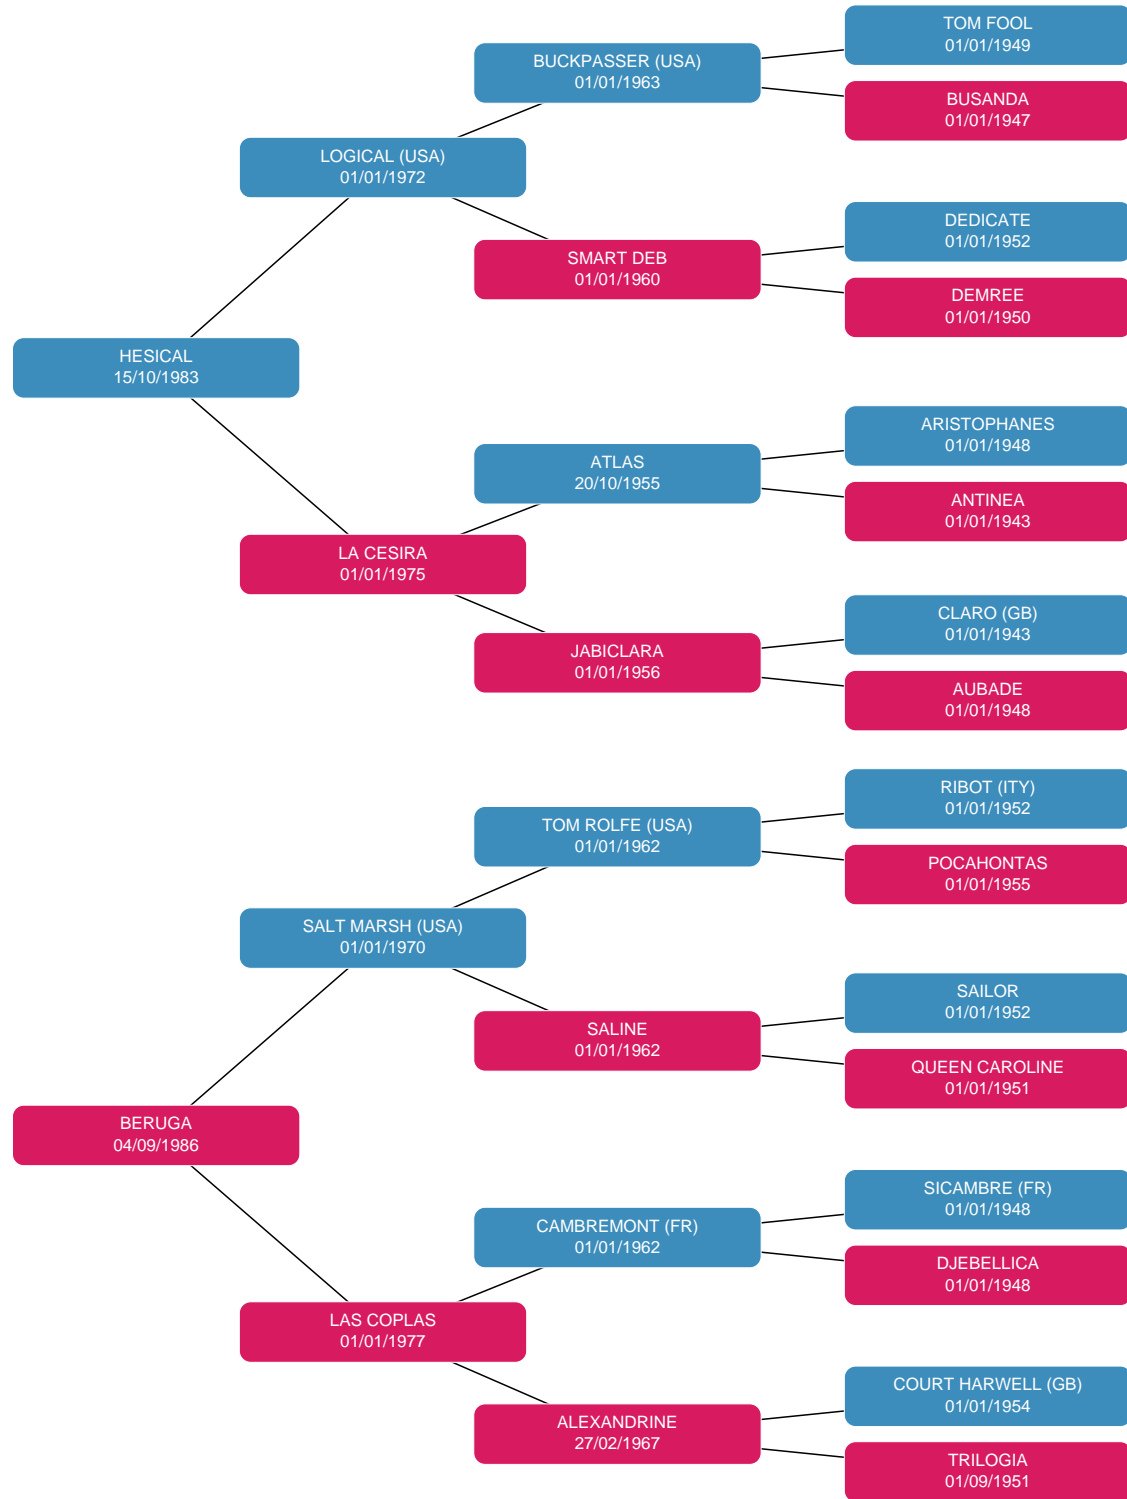 TOM FOOL
01/01/1949
BUCKPASSER (USA)
01/01/1963
BUSANDA
01/01/1947
LOGICAL (USA)
01/01/1972
DEDICATE
01/01/1952
SMART DEB
01/01/1960
DEMREE
01/01/1950
HESICAL
15/10/1983
ARISTOPHANES
01/01/1948
ATLAS
20/10/1955
ANTINEA
01/01/1943
LA CESIRA
01/01/1975
CLARO (GB)
01/01/1943
JABICLARA
01/01/1956
AUBADE
01/01/1948
RIBOT (ITY)
01/01/1952
TOM ROLFE (USA)
01/01/1962
POCAHONTAS
01/01/1955
SALT MARSH (USA)
01/01/1970
SAILOR
01/01/1952
SALINE
01/01/1962
QUEEN CAROLINE
01/01/1951
BERUGA
04/09/1986
SICAMBRE (FR)
01/01/1948
CAMBREMONT (FR)
01/01/1962
DJEBELLICA
01/01/1948
LAS COPLAS
01/01/1977
COURT HARWELL (GB)
01/01/1954
ALEXANDRINE
27/02/1967
TRILOGIA
01/09/1951